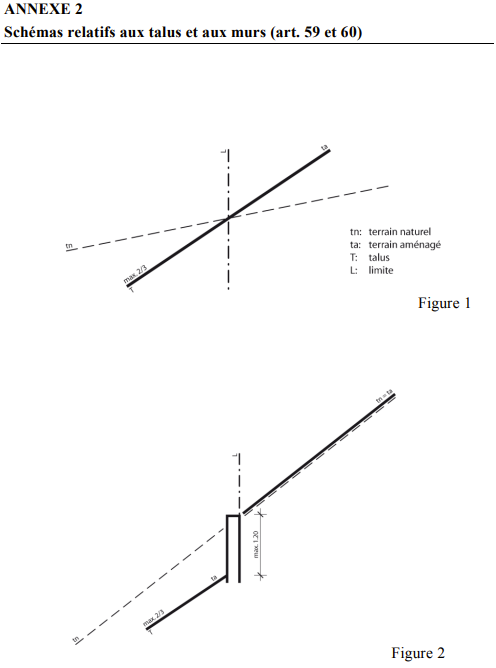 ANNEXE 2
Schémas relatifs aux talus et aux murs (art. 59 et 60)
L
ta
tn
max. 2/3
T
tn: terrain naturel
ta: terrain aménagé
T: talus
L: limite
Figure 1
tn = ta
L
max. 1.20
ta
max. 2/3
T
tn
Figure 2